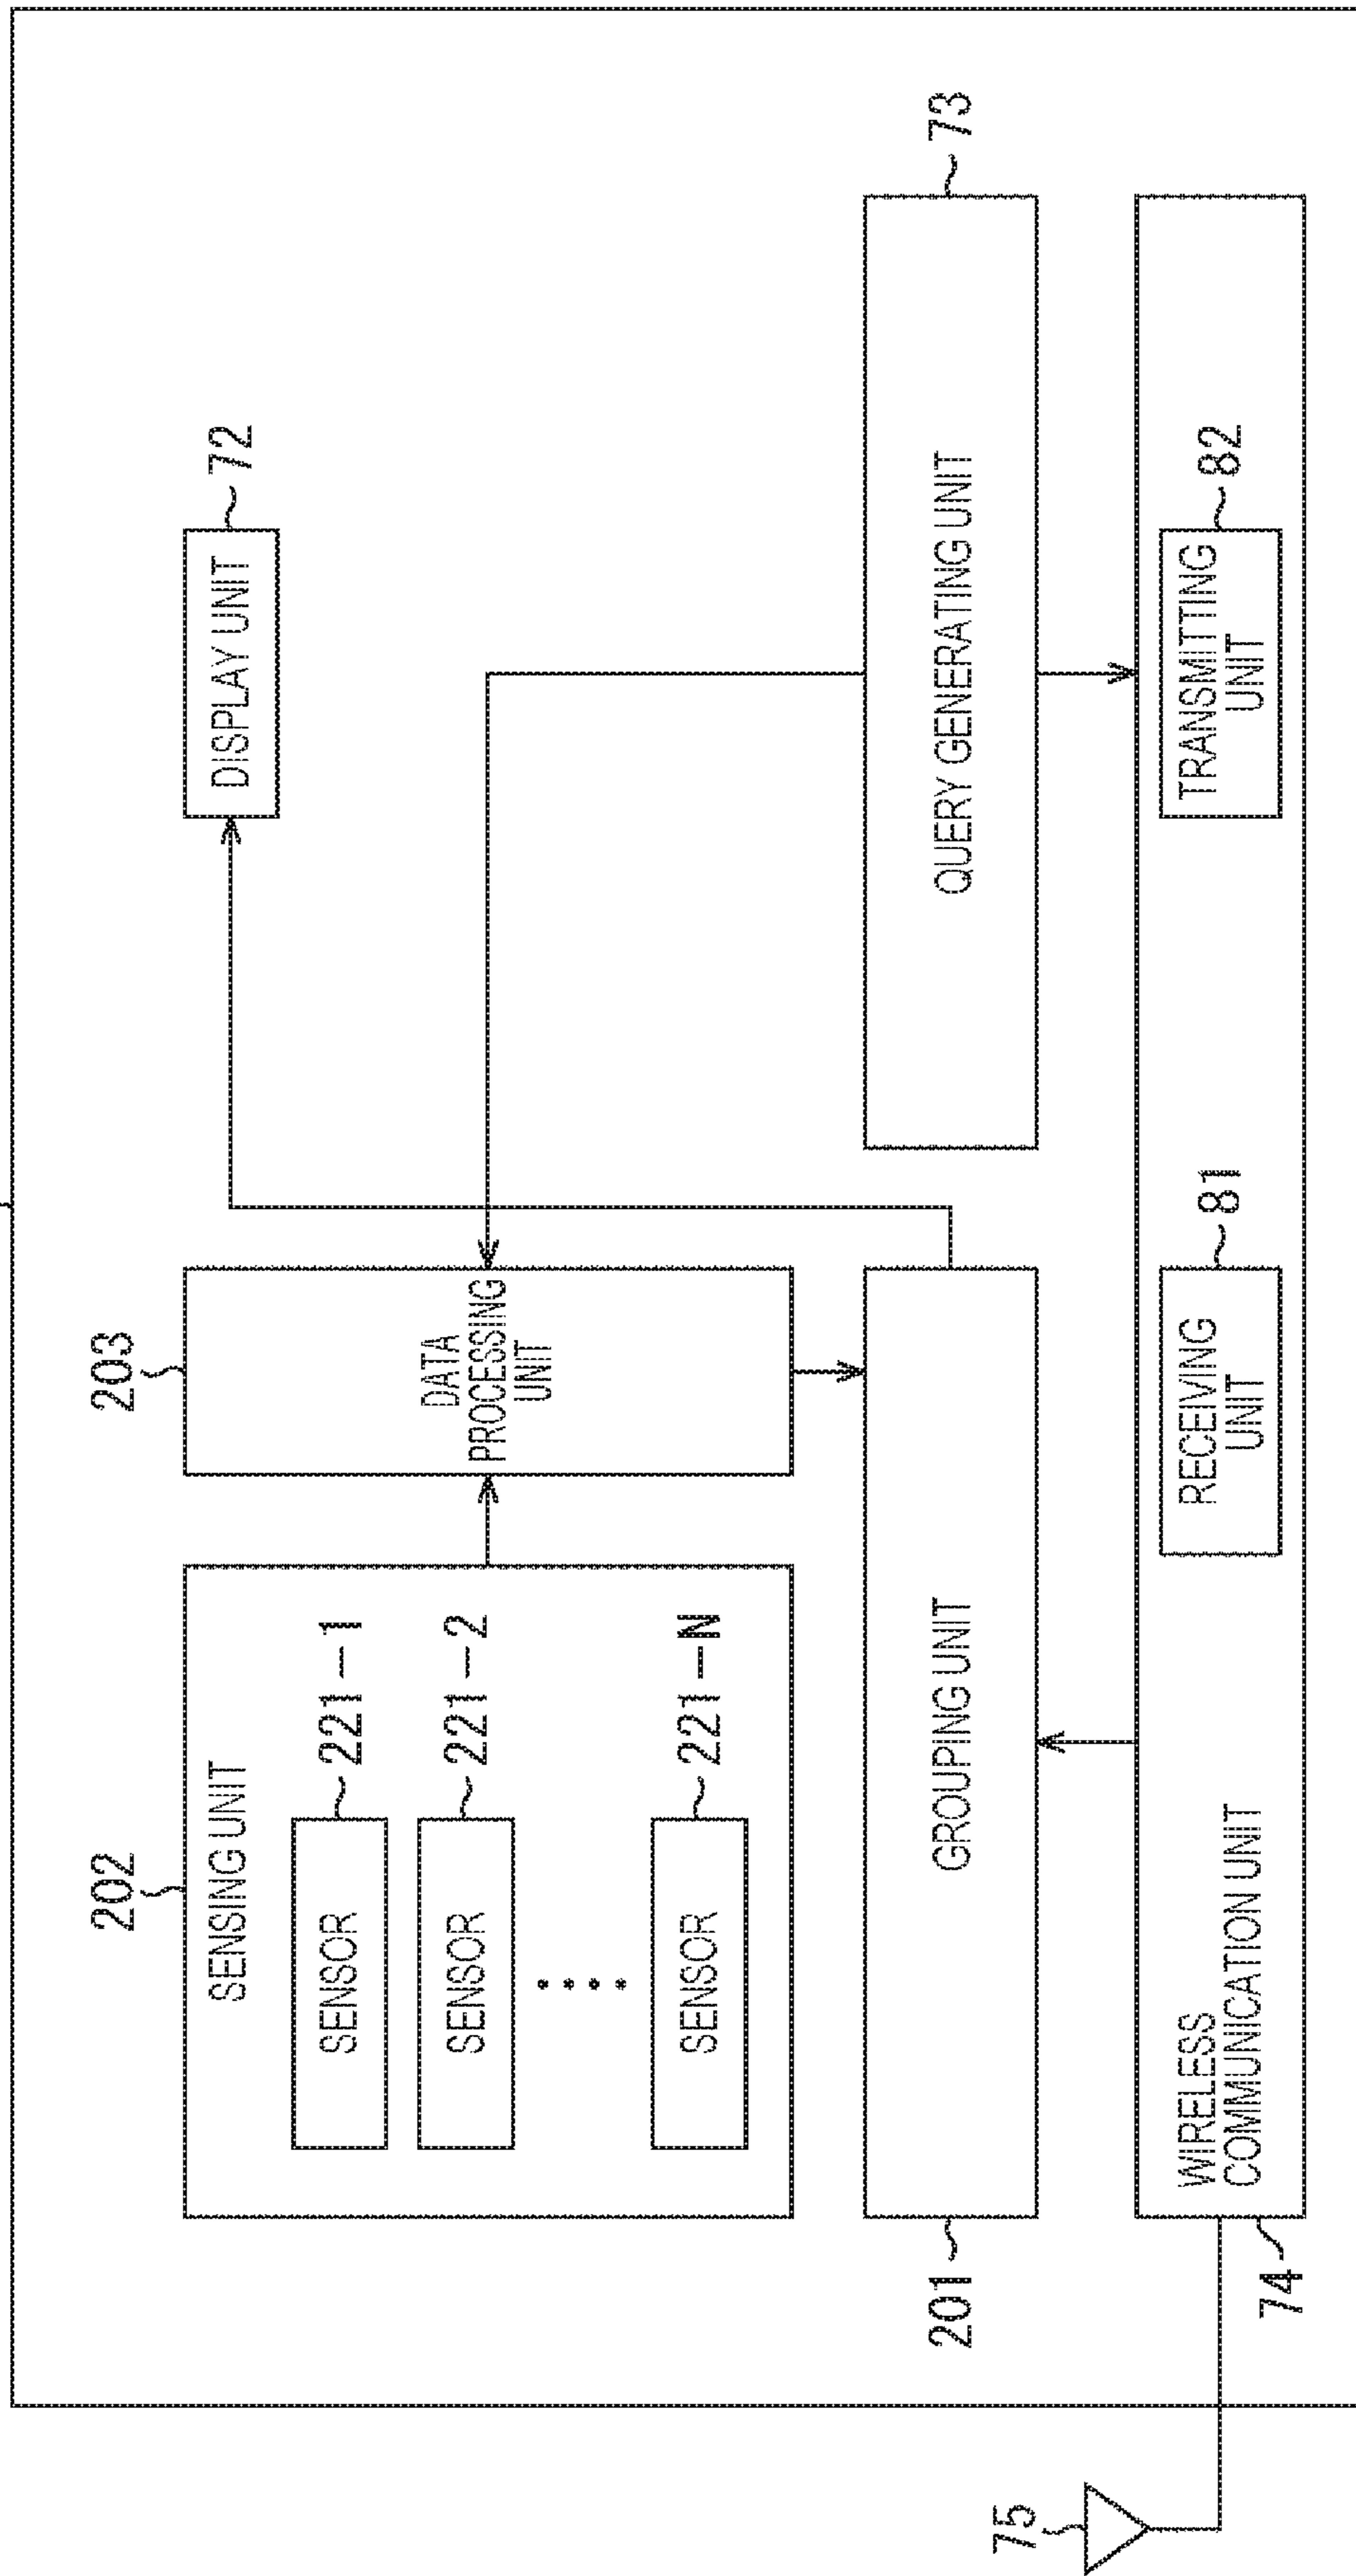 202
203
SENSING UNIT
SENSOR
221-1
SENSOR
221-2
SENSOR
221-N
DATA
PROCESSING
UNIT
DISPLAY UNIT
72
201
GROUPING UNIT
QUERY GENERATING UNIT
73
75
74
WIRELESS
COMMUNICATION UNIT
RECEIVING
UNIT
81
TRANSMITTING
UNIT
82